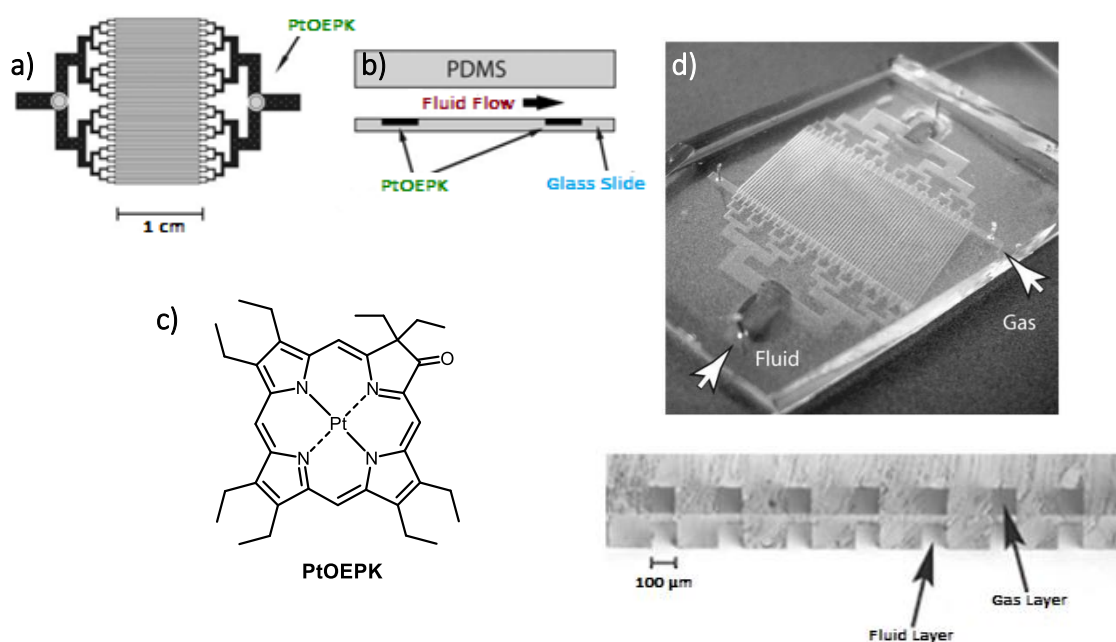 a)
PtOEPK
1 cm
b)
PDMS
Fluid Flow
PtOEPK
Glass Slide
c)
N
N
Pt
N
N
O
PtOEPK
d)
Gas
Fluid
100 µm
Gas Layer
Fluid Layer